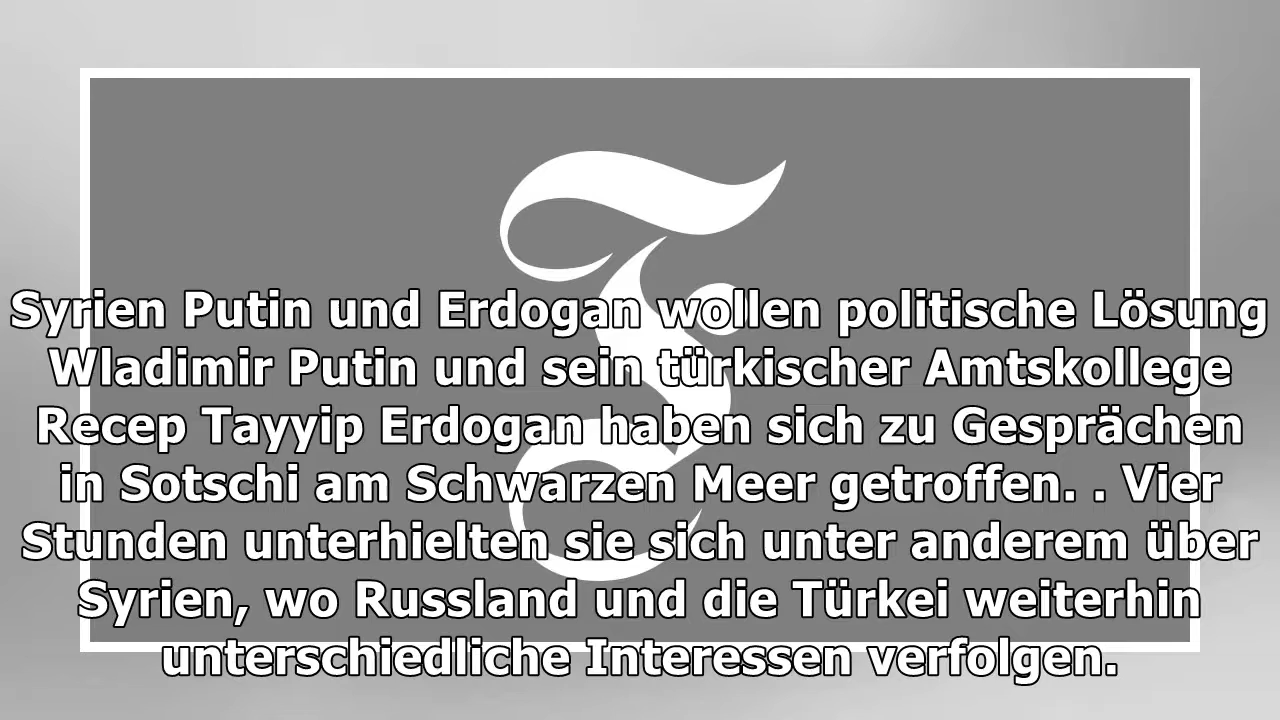 Syrien Putin und Erdogan wollen politische Lösung
Wladimir Putin und sein türkischer Amtskollege
Recep Tayyip Erdogan haben sich zu Gesprächen
in Sotschi am Schwarzen Meer getroffen. . Vier
Stunden unterhielten sie sich unter anderem über
Syrien, wo Russland und die Türkei weiterhin
unterschiedliche Interessen verfolgen.